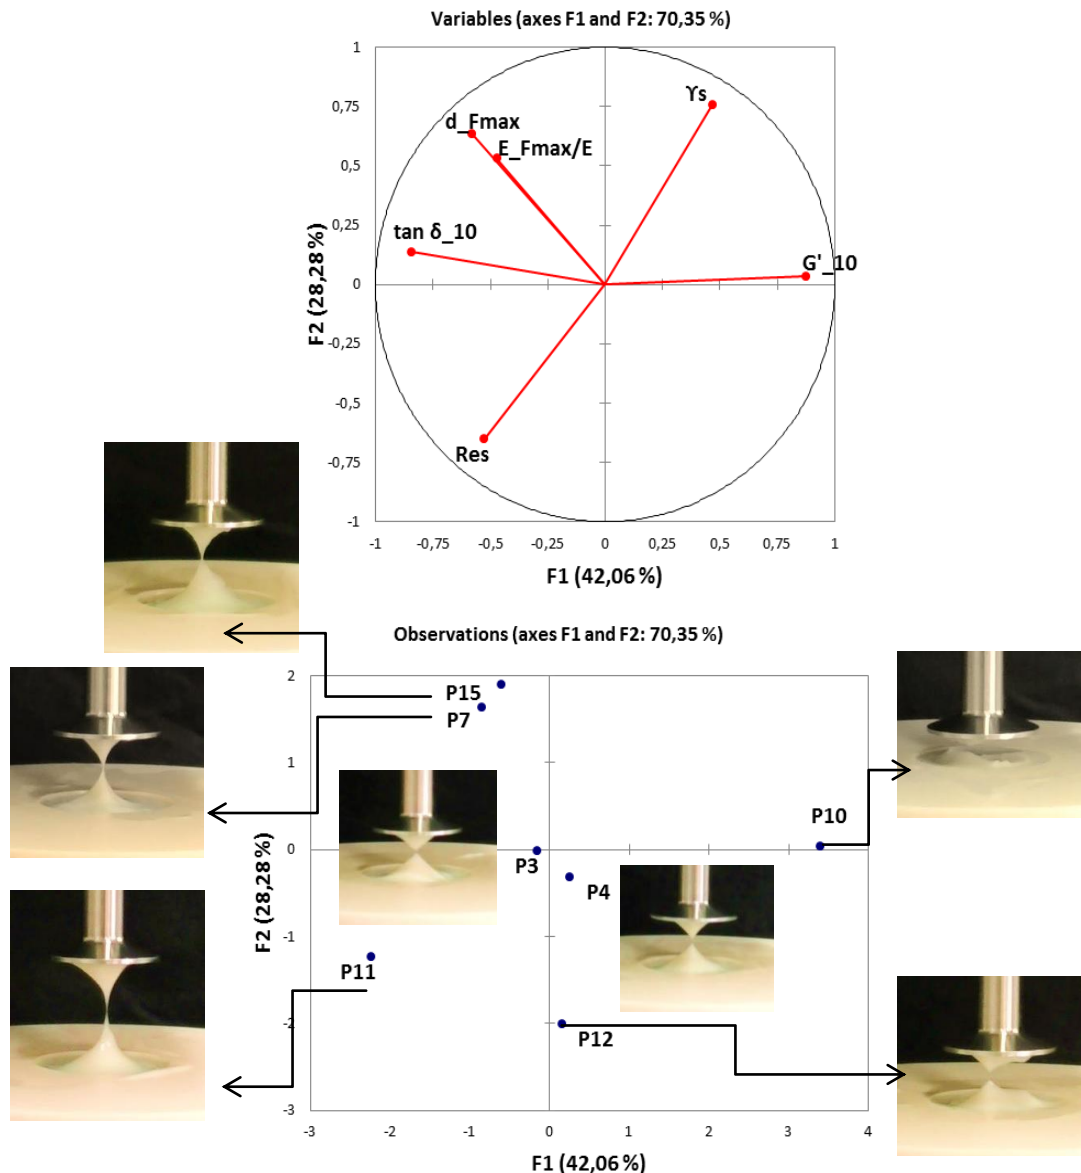 Variables (axes F1 and F2: 70,35 %)
1
0,75
0,5
0,25
0
-0,25
-0,5
-0,75
-1
F2 (28,28 %)
ϒs
d_Fmax
E_Fmax/E
tan δ_10
G'_10
Res
-1 -0,75 -0,5 -0,25 0 0,25 0,5 0,75 1
F1 (42,06 %)
Observations (axes F1 and F2: 70,35 %)
2
1
0
-1
-2
-3
F2 (28,28 %)
P15
P7
P10
P3
P4
P11
P12
-3 -2 -1 0 1 2 3 4
F1 (42,06 %)